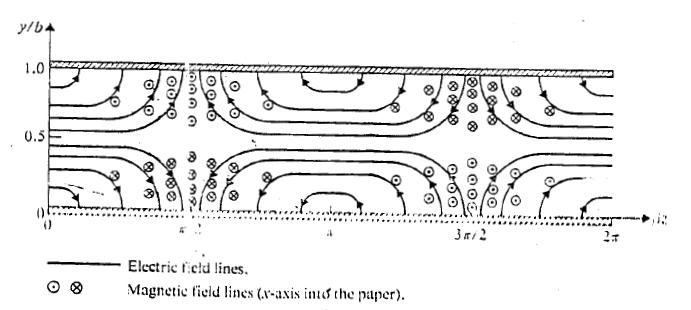 y/b
1.0
0.5
0
0 π/2 π 3π/2 2π
Electric field lines.
Magnetic field lines (x-axis into the paper).